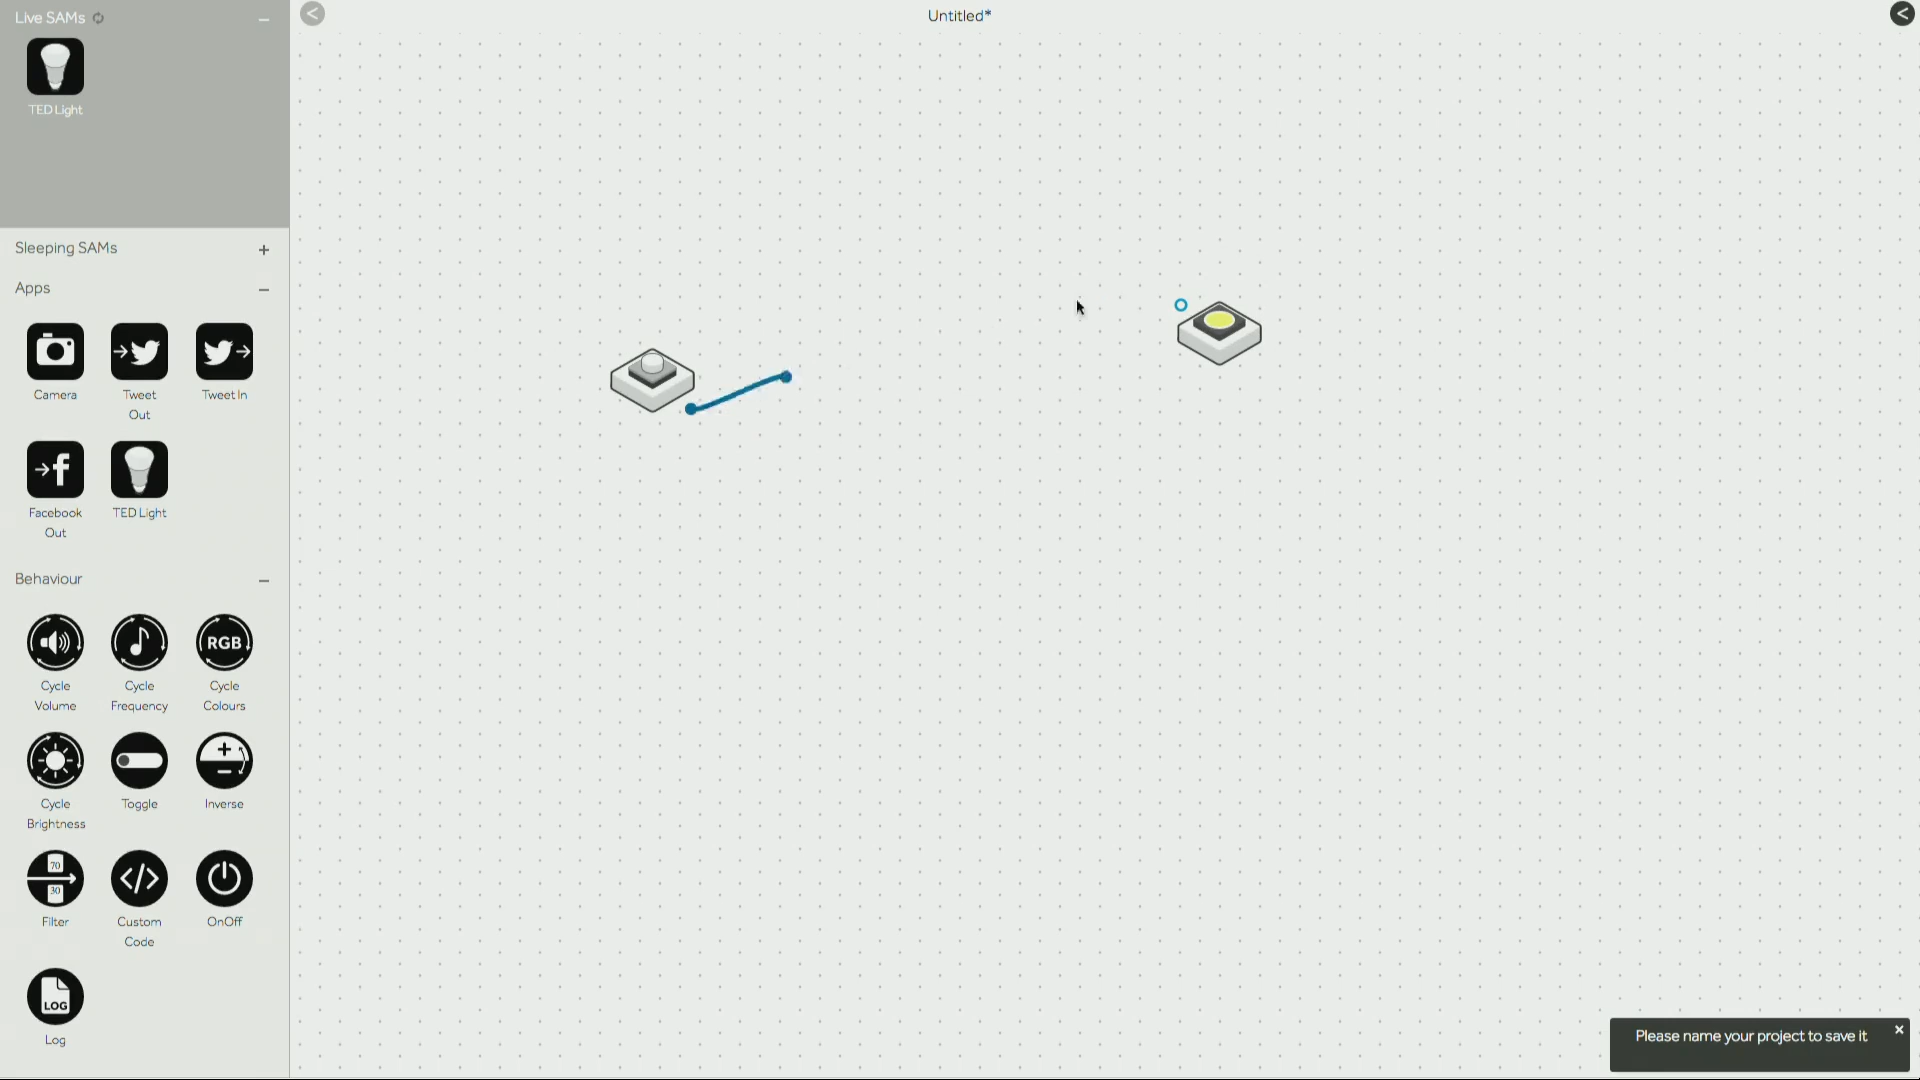 Live SAMs
Untitled*
TED Light
Sleeping SAMs
Apps
Camera
Tweet
Out
Tweet In
Facebook
Out
TED Light
Behaviour
RGB
Cycle
Volume
Cycle
Frequency
Cycle
Colours
Cycle
Brightness
Toggle
Inverse
70
30
Filter
Custom
Code
OnOff
LOG
Log
Please name your project to save it